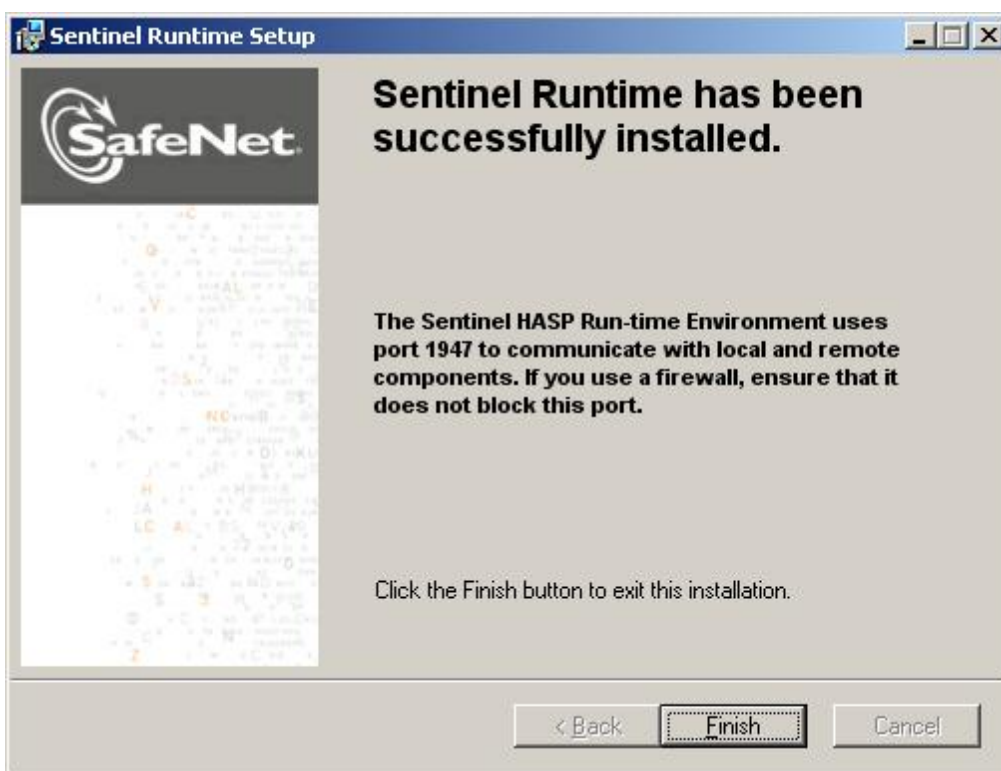 Sentinel Runtime Setup
SafeNet.
Sentinel Runtime has been
successfully installed.
The Sentinel HASP Run-time Environment uses
port 1947 to communicate with local and remote
components. If you use a firewall, ensure that it
does not block this port.
Click the Finish button to exit this installation.
< Back
Finish
Cancel